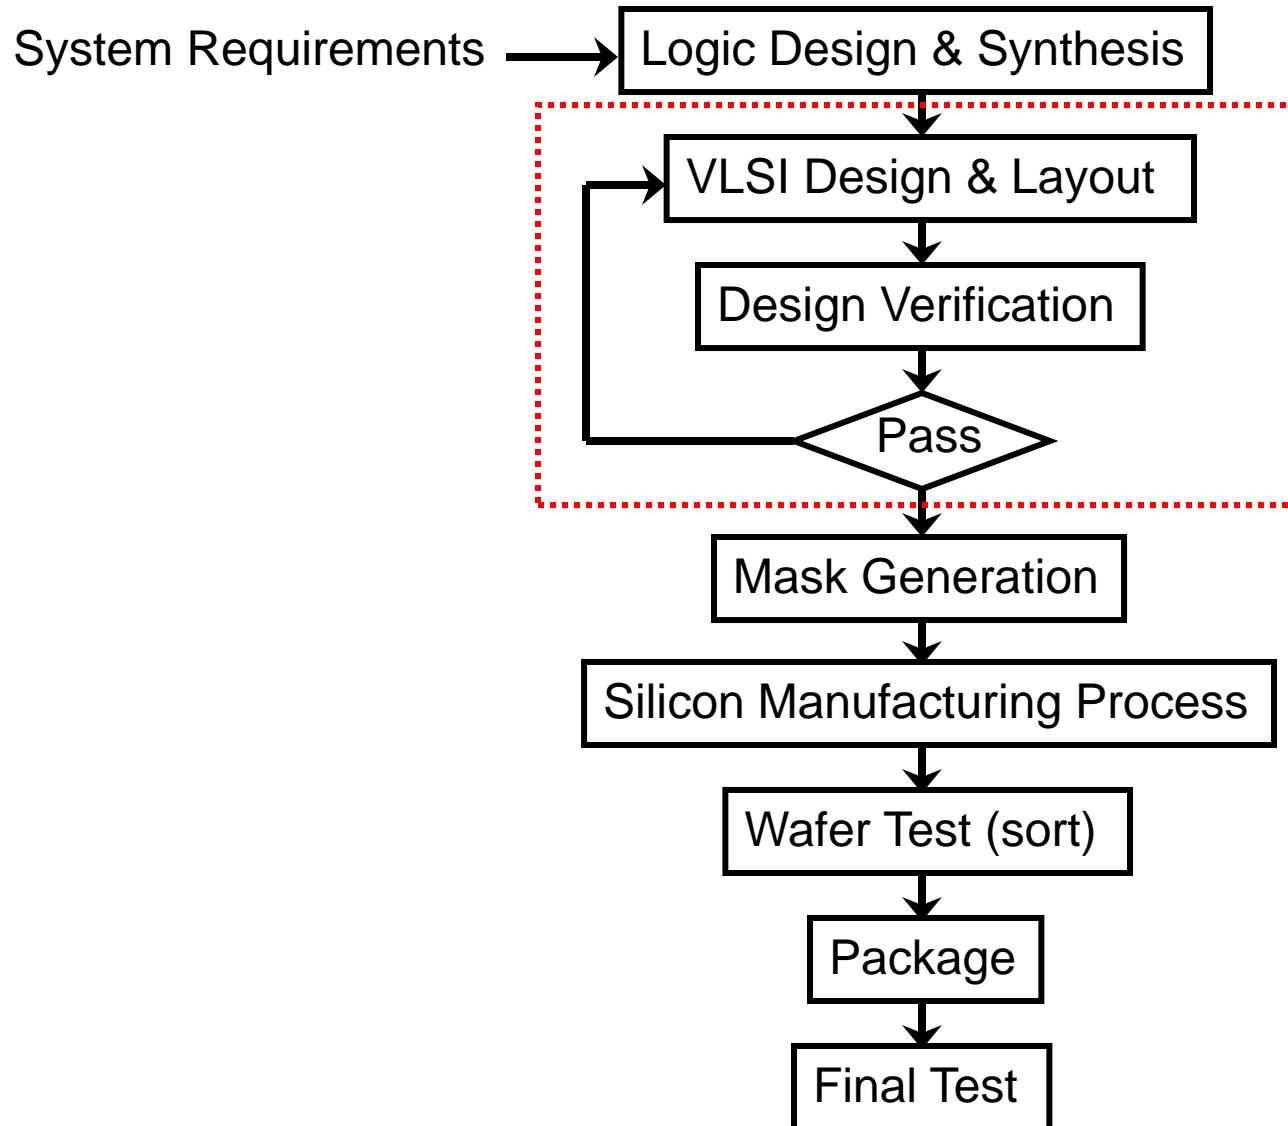 System Requirements
Logic Design & Synthesis
VLSI Design & Layout
Design Verification
Pass
Mask Generation
Silicon Manufacturing Process
Wafer Test (sort)
Package
Final Test